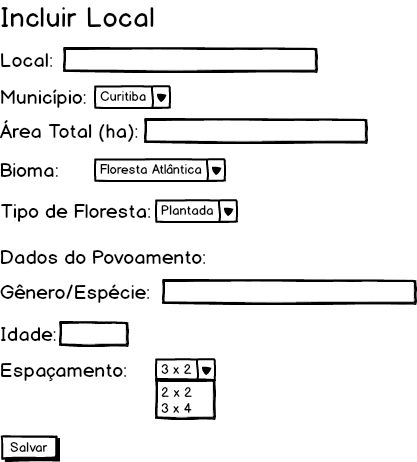 Incluir Local
Local:
Município: Curitiba
Área Total (ha):
Bioma: Floresta Atlântica
Tipo de Floresta: Plantada
Dados do Povoamento:
Gênero/Espécie:
Idade:
Espaçamento: 3 x 2
2 x 2
3 x 4
Salvar